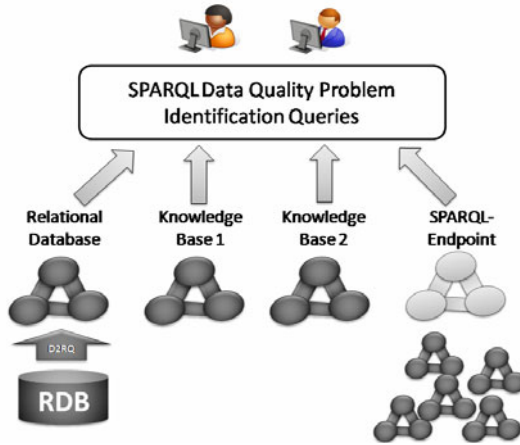 SPARQL Data Quality Problem
Identification Queries
Relational
Database
Knowledge
Base 1
Knowledge
Base 2
SPARQL-
Endpoint
D2RQ
RDB